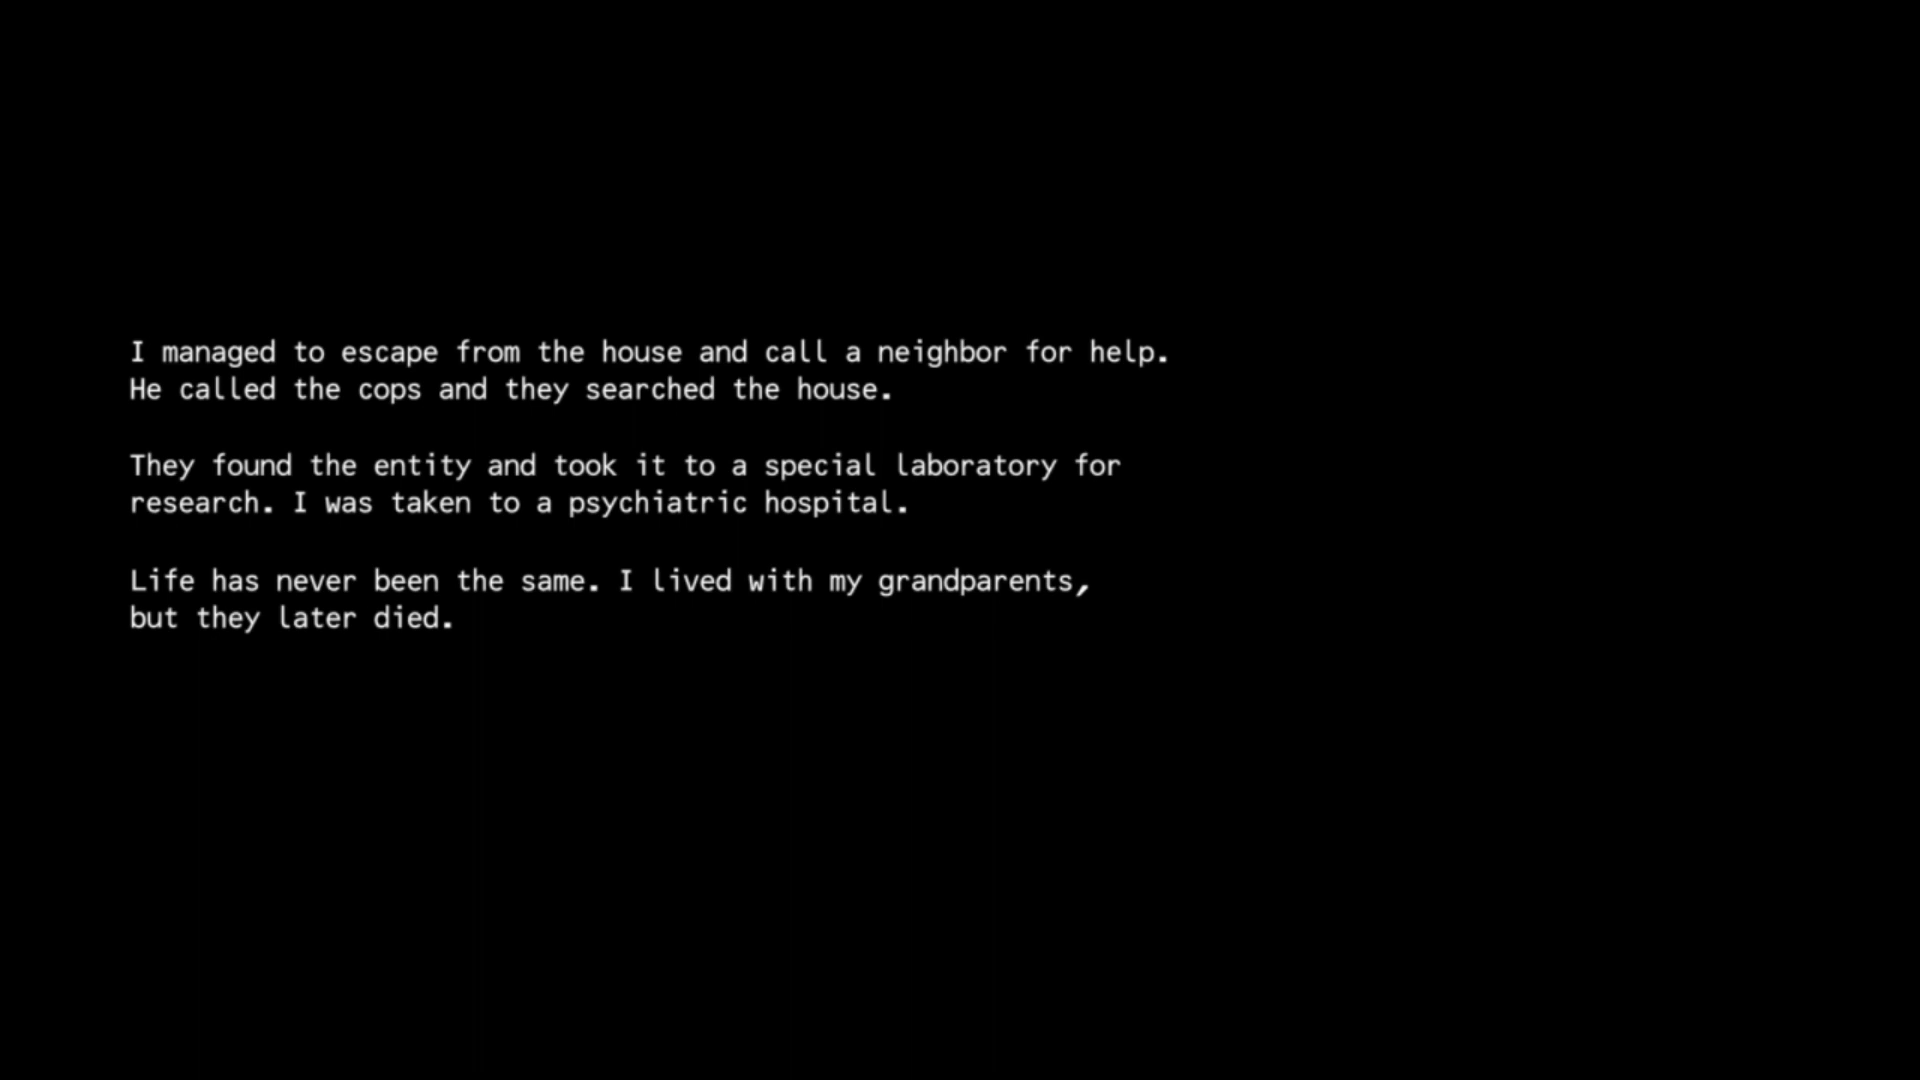 I managed to escape from the house and call a neighbor for help.
He called the cops and they searched the house.
They found the entity and took it to a special laboratory for
research. I was taken to a psychiatric hospital.
Life has never been the same. I lived with my grandparents,
but they later died.